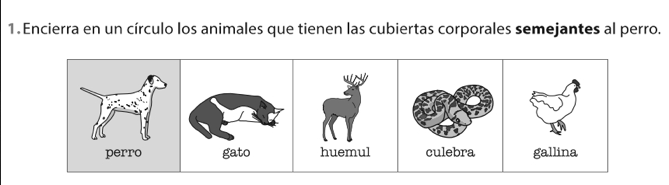 1. Encierra en un círculo los animales que tienen las cubiertas corporales semejantes al perro.
perro gato huemul culebra gallina